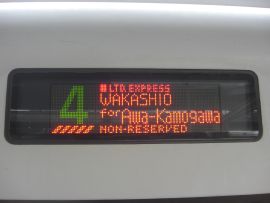 4
LTD. EXPRESS
WAKASHIO
for Awa-Kamogawa
NON-RESERVED